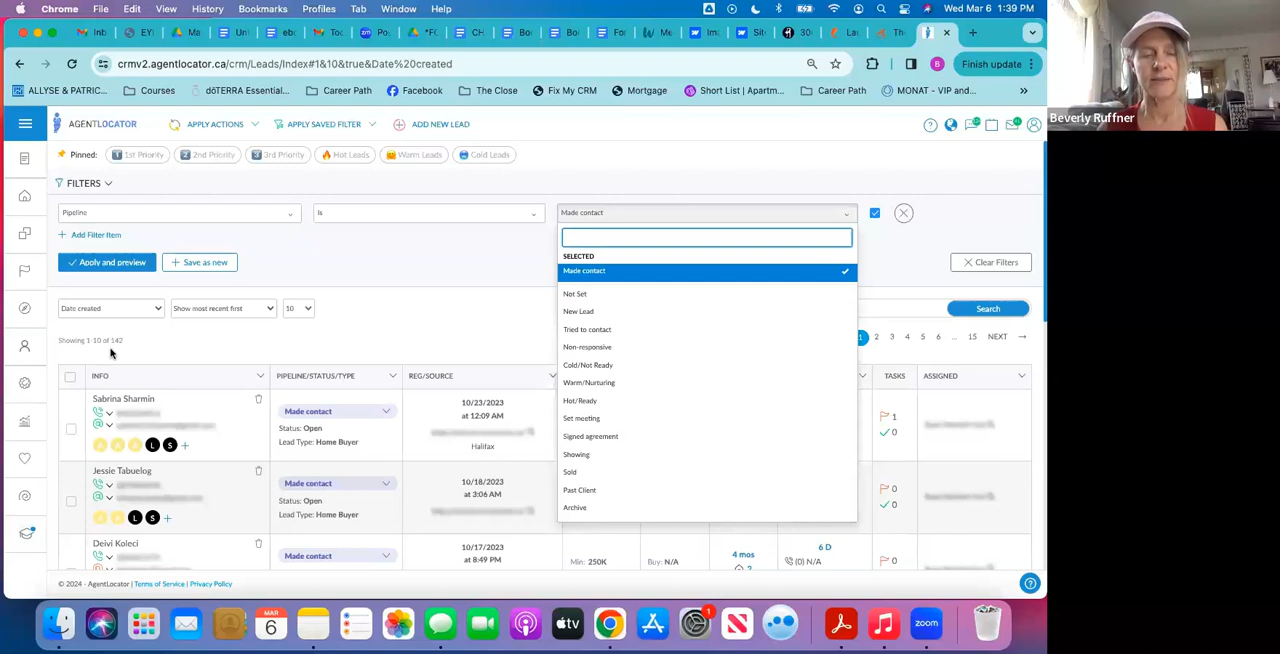 Chrome File Edit View History Bookmarks Profiles Tab Window Help Wed Mar 6 1:39 PM
crmv2.agentlocator.ca/crm/Leads/Index#1&10&true&Date%20created Finish update
ALLYSE & PATRIC... Courses dōTERRA Essential... Career Path Facebook The Close Fix My CRM Mortgage Short List | Apartm... Career Path MONAT - VIP and...
Beverly Ruffner
AGENTLOCATOR APPLY ACTIONS APPLY SAVED FILTER ADD NEW LEAD
Pinned: 1st Priority 2nd Priority 3rd Priority Hot Leads Warm Leads Cold Leads
FILTERS
Pipeline Is Made contact
+ Add Filter Item
SELECTED
Apply and preview + Save as new Clear Filters
Made contact
Not Set
New Lead
Date created Show most recent first 10 Search
Tried to contact
Showing 1-10 of 142 1 2 3 4 5 6 ... 15 NEXT
Non-responsive
Cold/Not Ready
INFO PIPELINE/STATUS/TYPE REG/SOURCE TASKS ASSIGNED
Warm/Nurturing
Hot/Ready
Sabrina Sharmin Made contact 10/23/2023
at 12:09 AM
Status: Open
Lead Type: Home Buyer
Halifax
A A A L S +
1
0
Set meeting
Signed agreement
Showing
Sold
Past Client
Archive
Jessie Tabuelog Made contact 10/18/2023
at 3:06 AM
Status: Open
Lead Type: Home Buyer
L S +
0
0
Deivi Koleci Made contact 10/17/2023
at 8:49 PM
Min: 250K Buy: N/A 4 mos 6 D
(0) N/A 0
© 2024 - AgentLocator | Terms of Service | Privacy Policy
MAR
6
1
tv
zoom